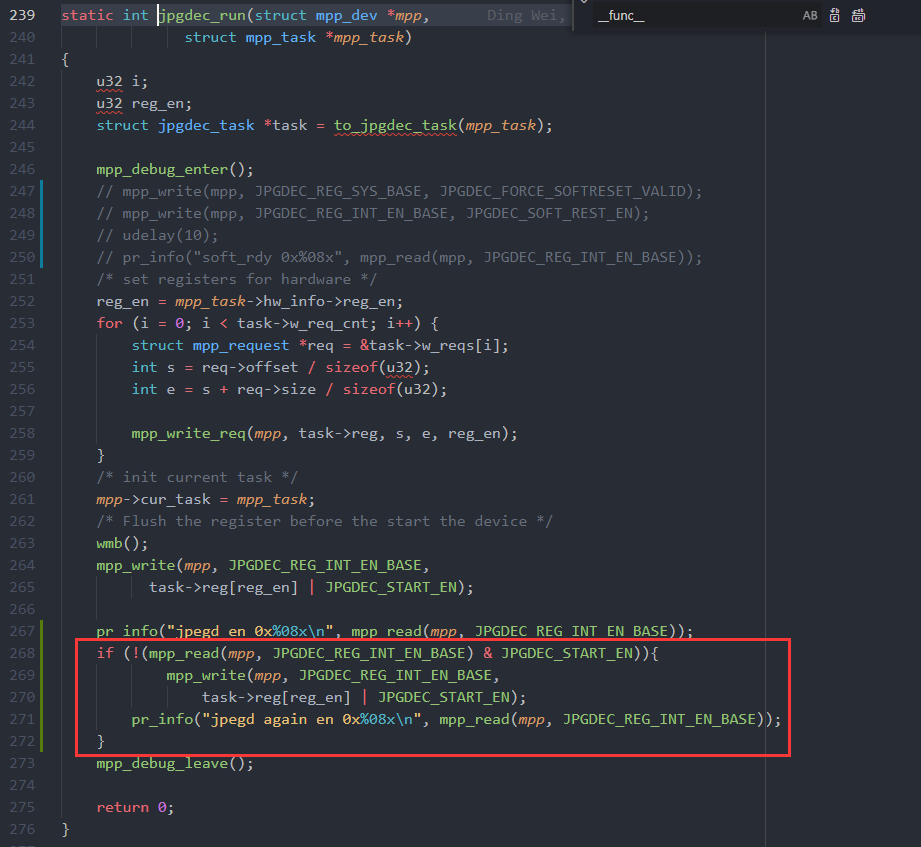 __func__ AB
239 static int jpgdec_run(struct mpp_dev *mpp, Ding Wei,
240 struct mpp_task *mpp_task)
241 {
242 u32 i;
243 u32 reg_en;
244 struct jpgdec_task *task = to_jpgdec_task(mpp_task);
245
246 mpp_debug_enter();
247 // mpp_write(mpp, JPGDEC_REG_SYS_BASE, JPGDEC_FORCE_SOFTRESET_VALID);
248 // mpp_write(mpp, JPGDEC_REG_INT_EN_BASE, JPGDEC_SOFT_REST_EN);
249 // udelay(10);
250 // pr_info("soft_rdy 0x%08x", mpp_read(mpp, JPGDEC_REG_INT_EN_BASE));
251 /* set registers for hardware */
252 reg_en = mpp_task->hw_info->reg_en;
253 for (i = 0; i < task->w_req_cnt; i++) {
254 struct mpp_request *req = &task->w_reqs[i];
255 int s = req->offset / sizeof(u32);
256 int e = s + req->size / sizeof(u32);
257
258 mpp_write_req(mpp, task->reg, s, e, reg_en);
259 }
260 /* init current task */
261 mpp->cur_task = mpp_task;
262 /* Flush the register before the start the device */
263 wmb();
264 mpp_write(mpp, JPGDEC_REG_INT_EN_BASE,
265 task->reg[reg_en] | JPGDEC_START_EN);
266
267 pr_info("jpegd en 0x%08x\n", mpp_read(mpp, JPGDEC_REG_INT_EN_BASE));
268 if (!(mpp_read(mpp, JPGDEC_REG_INT_EN_BASE) & JPGDEC_START_EN)){
269 mpp_write(mpp, JPGDEC_REG_INT_EN_BASE,
270 task->reg[reg_en] | JPGDEC_START_EN);
271 pr_info("jpegd again en 0x%08x\n", mpp_read(mpp, JPGDEC_REG_INT_EN_BASE));
272 }
273 mpp_debug_leave();
274
275 return 0;
276 }